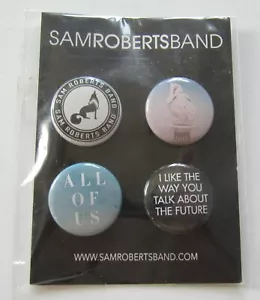 SAMROBERTSBAND
SAM ROBERTS BAND
SAM ROBERTS BAND
ALL
OF
US
I LIKE THE
WAY YOU
TALK ABOUT
THE FUTURE
WWW.SAMROBERTSBAND.COM